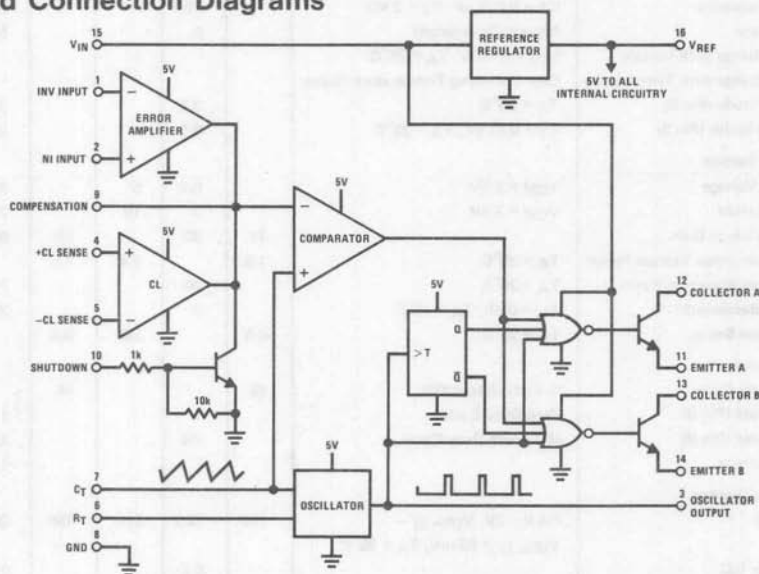 d Connection Diagrams
15
VIN
REFERENCE
REGULATOR
16
VREF
5V TO ALL
INTERNAL CIRCUITRY
1
INV INPUT
−
5V
ERROR
AMPLIFIER
2
NI INPUT
+
9
COMPENSATION
−
5V
COMPARATOR
+
4
+CL SENSE
+
5V
CL
5
−CL SENSE
−
10
SHUTDOWN
1k
10k
5V
>T
Q
Q̅
12
COLLECTOR A
11
EMITTER A
13
COLLECTOR B
14
EMITTER B
7
CT
6
RT
5V
OSCILLATOR
3
OSCILLATOR
OUTPUT
8
GND